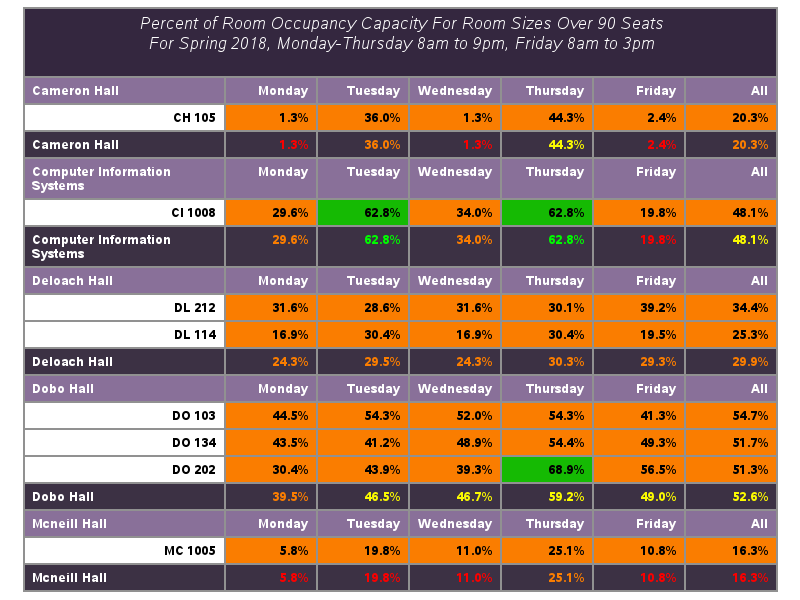 Percent of Room Occupancy Capacity For Room Sizes Over 90 Seats
For Spring 2018, Monday-Thursday 8am to 9pm, Friday 8am to 3pm
Cameron Hall Monday Tuesday Wednesday Thursday Friday All
CH 105 1.3% 36.0% 1.3% 44.3% 2.4% 20.3%
Cameron Hall 1.3% 36.0% 1.3% 44.3% 2.4% 20.3%
Computer Information Monday Tuesday Wednesday Thursday Friday All
Systems
CI 1008 29.6% 62.8% 34.0% 62.8% 19.8% 48.1%
Computer Information 29.6% 62.8% 34.0% 62.8% 19.8% 48.1%
Systems
Deloach Hall Monday Tuesday Wednesday Thursday Friday All
DL 212 31.6% 28.6% 31.6% 30.1% 39.2% 34.4%
DL 114 16.9% 30.4% 16.9% 30.4% 19.5% 25.3%
Deloach Hall 24.3% 29.5% 24.3% 30.3% 29.3% 29.9%
Dobo Hall Monday Tuesday Wednesday Thursday Friday All
DO 103 44.5% 54.3% 52.0% 54.3% 41.3% 54.7%
DO 134 43.5% 41.2% 48.9% 54.4% 49.3% 51.7%
DO 202 30.4% 43.9% 39.3% 68.9% 56.5% 51.3%
Dobo Hall 39.5% 46.5% 46.7% 59.2% 49.0% 52.6%
Mcneill Hall Monday Tuesday Wednesday Thursday Friday All
MC 1005 5.8% 19.8% 11.0% 25.1% 10.8% 16.3%
Mcneill Hall 5.8% 19.8% 11.0% 25.1% 10.8% 16.3%